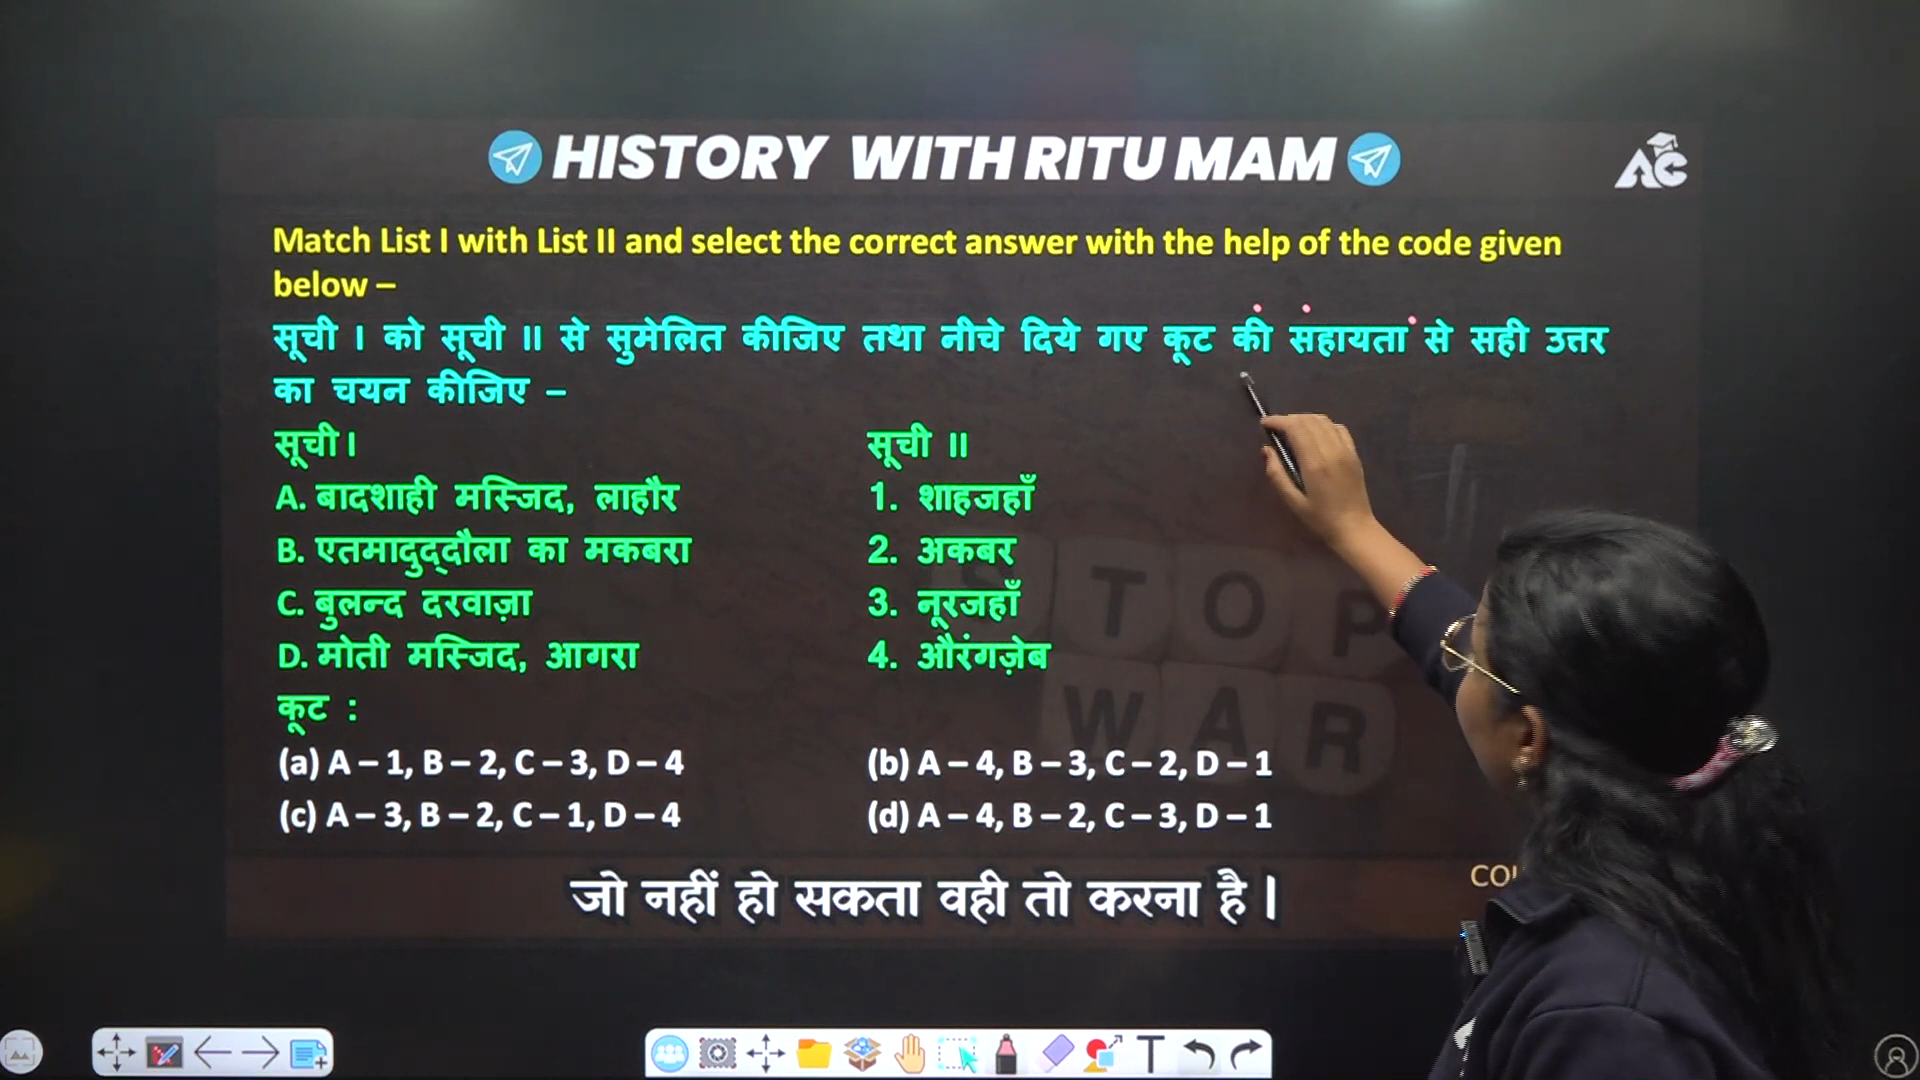 HISTORY WITH RITU MAM
AC
Match List I with List II and select the correct answer with the help of the code given
below –
सूची I को सूची II से सुमेलित कीजिए तथा नीचे दिये गए कूट की सहायता से सही उत्तर
का चयन कीजिए –
सूची I
सूची II
A. बादशाही मस्जिद, लाहौर
1. शाहजहाँ
B. एतमादुद्दौला का मकबरा
2. अकबर
C. बुलन्द दरवाज़ा
3. नूरजहाँ
D. मोती मस्जिद, आगरा
4. औरंगज़ेब
कूट :
(a) A – 1, B – 2, C – 3, D – 4
(b) A – 4, B – 3, C – 2, D – 1
(c) A – 3, B – 2, C – 1, D – 4
(d) A – 4, B – 2, C – 3, D – 1
STOP
WAR
जो नहीं हो सकता वही तो करना है।